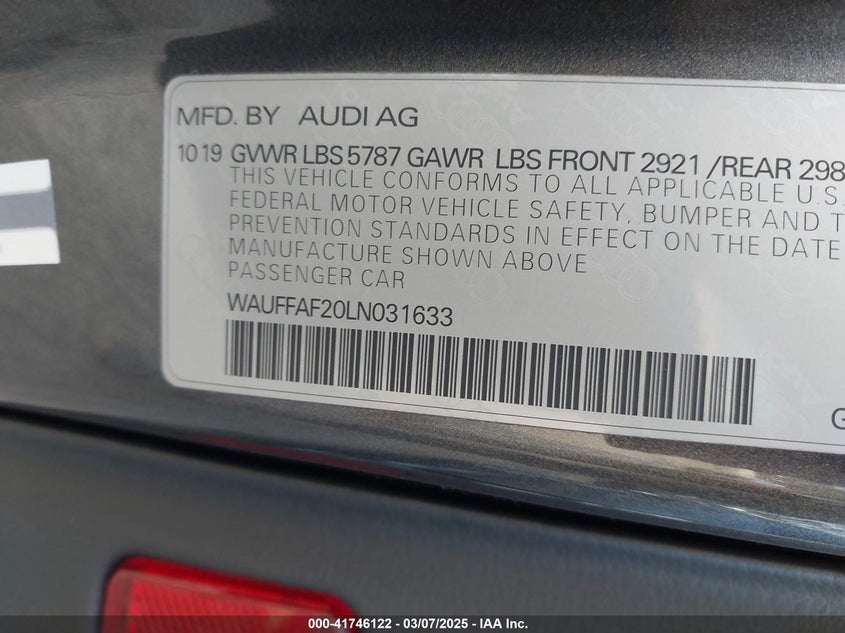 MFD. BY AUDI AG
10 19 GVWR LBS 5787 GAWR LBS FRONT 2921 /REAR 298
THIS VEHICLE CONFORMS TO ALL APPLICABLE U.S.
FEDERAL MOTOR VEHICLE SAFETY, BUMPER AND T
PREVENTION STANDARDS IN EFFECT ON THE DATE
MANUFACTURE SHOWN ABOVE
PASSENGER CAR
WAUFFAF20LN031633
G
000-41746122 — 03/07/2025 — IAA Inc.